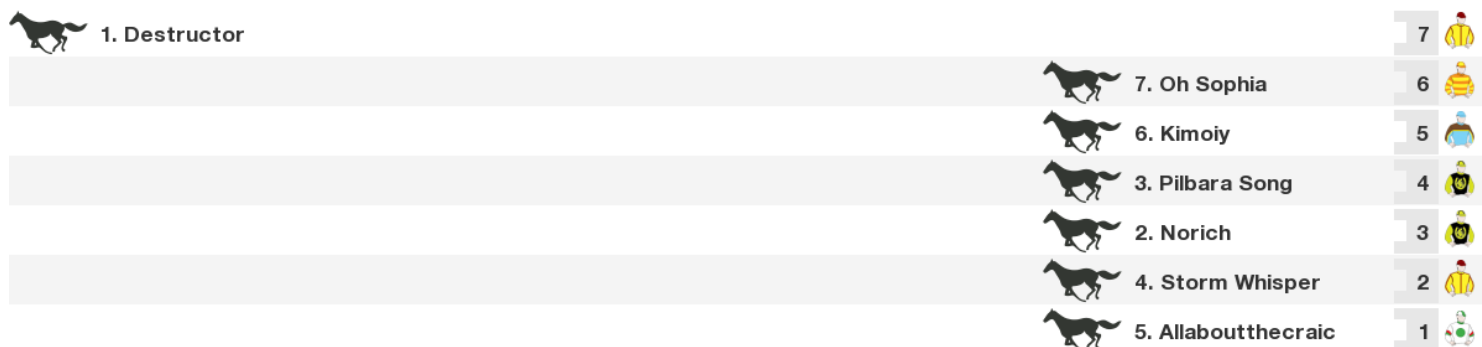 1. Destructor 7
7. Oh Sophia 6
6. Kimoiy 5
3. Pilbara Song 4
2. Norich 3
4. Storm Whisper 2
5. Allaboutthecraic 1